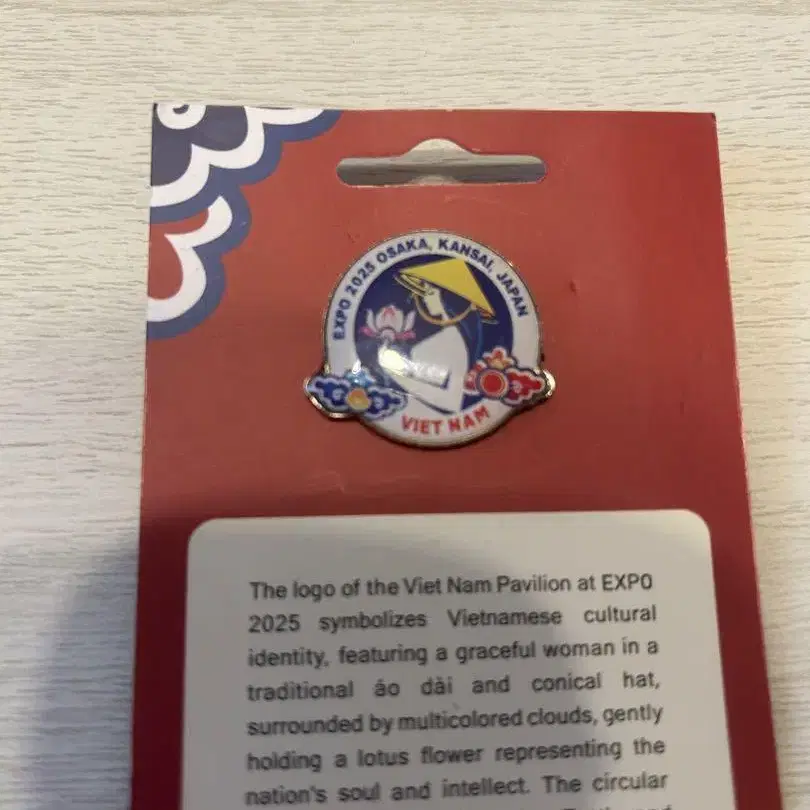 EXPO 2025 OSAKA, KANSAI, JAPAN
VIET NAM
The logo of the Viet Nam Pavilion at EXPO
2025 symbolizes Vietnamese cultural
identity, featuring a graceful woman in a
traditional áo dài and conical hat,
surrounded by multicolored clouds, gently
holding a lotus flower representing the
nation's soul and intellect. The circular